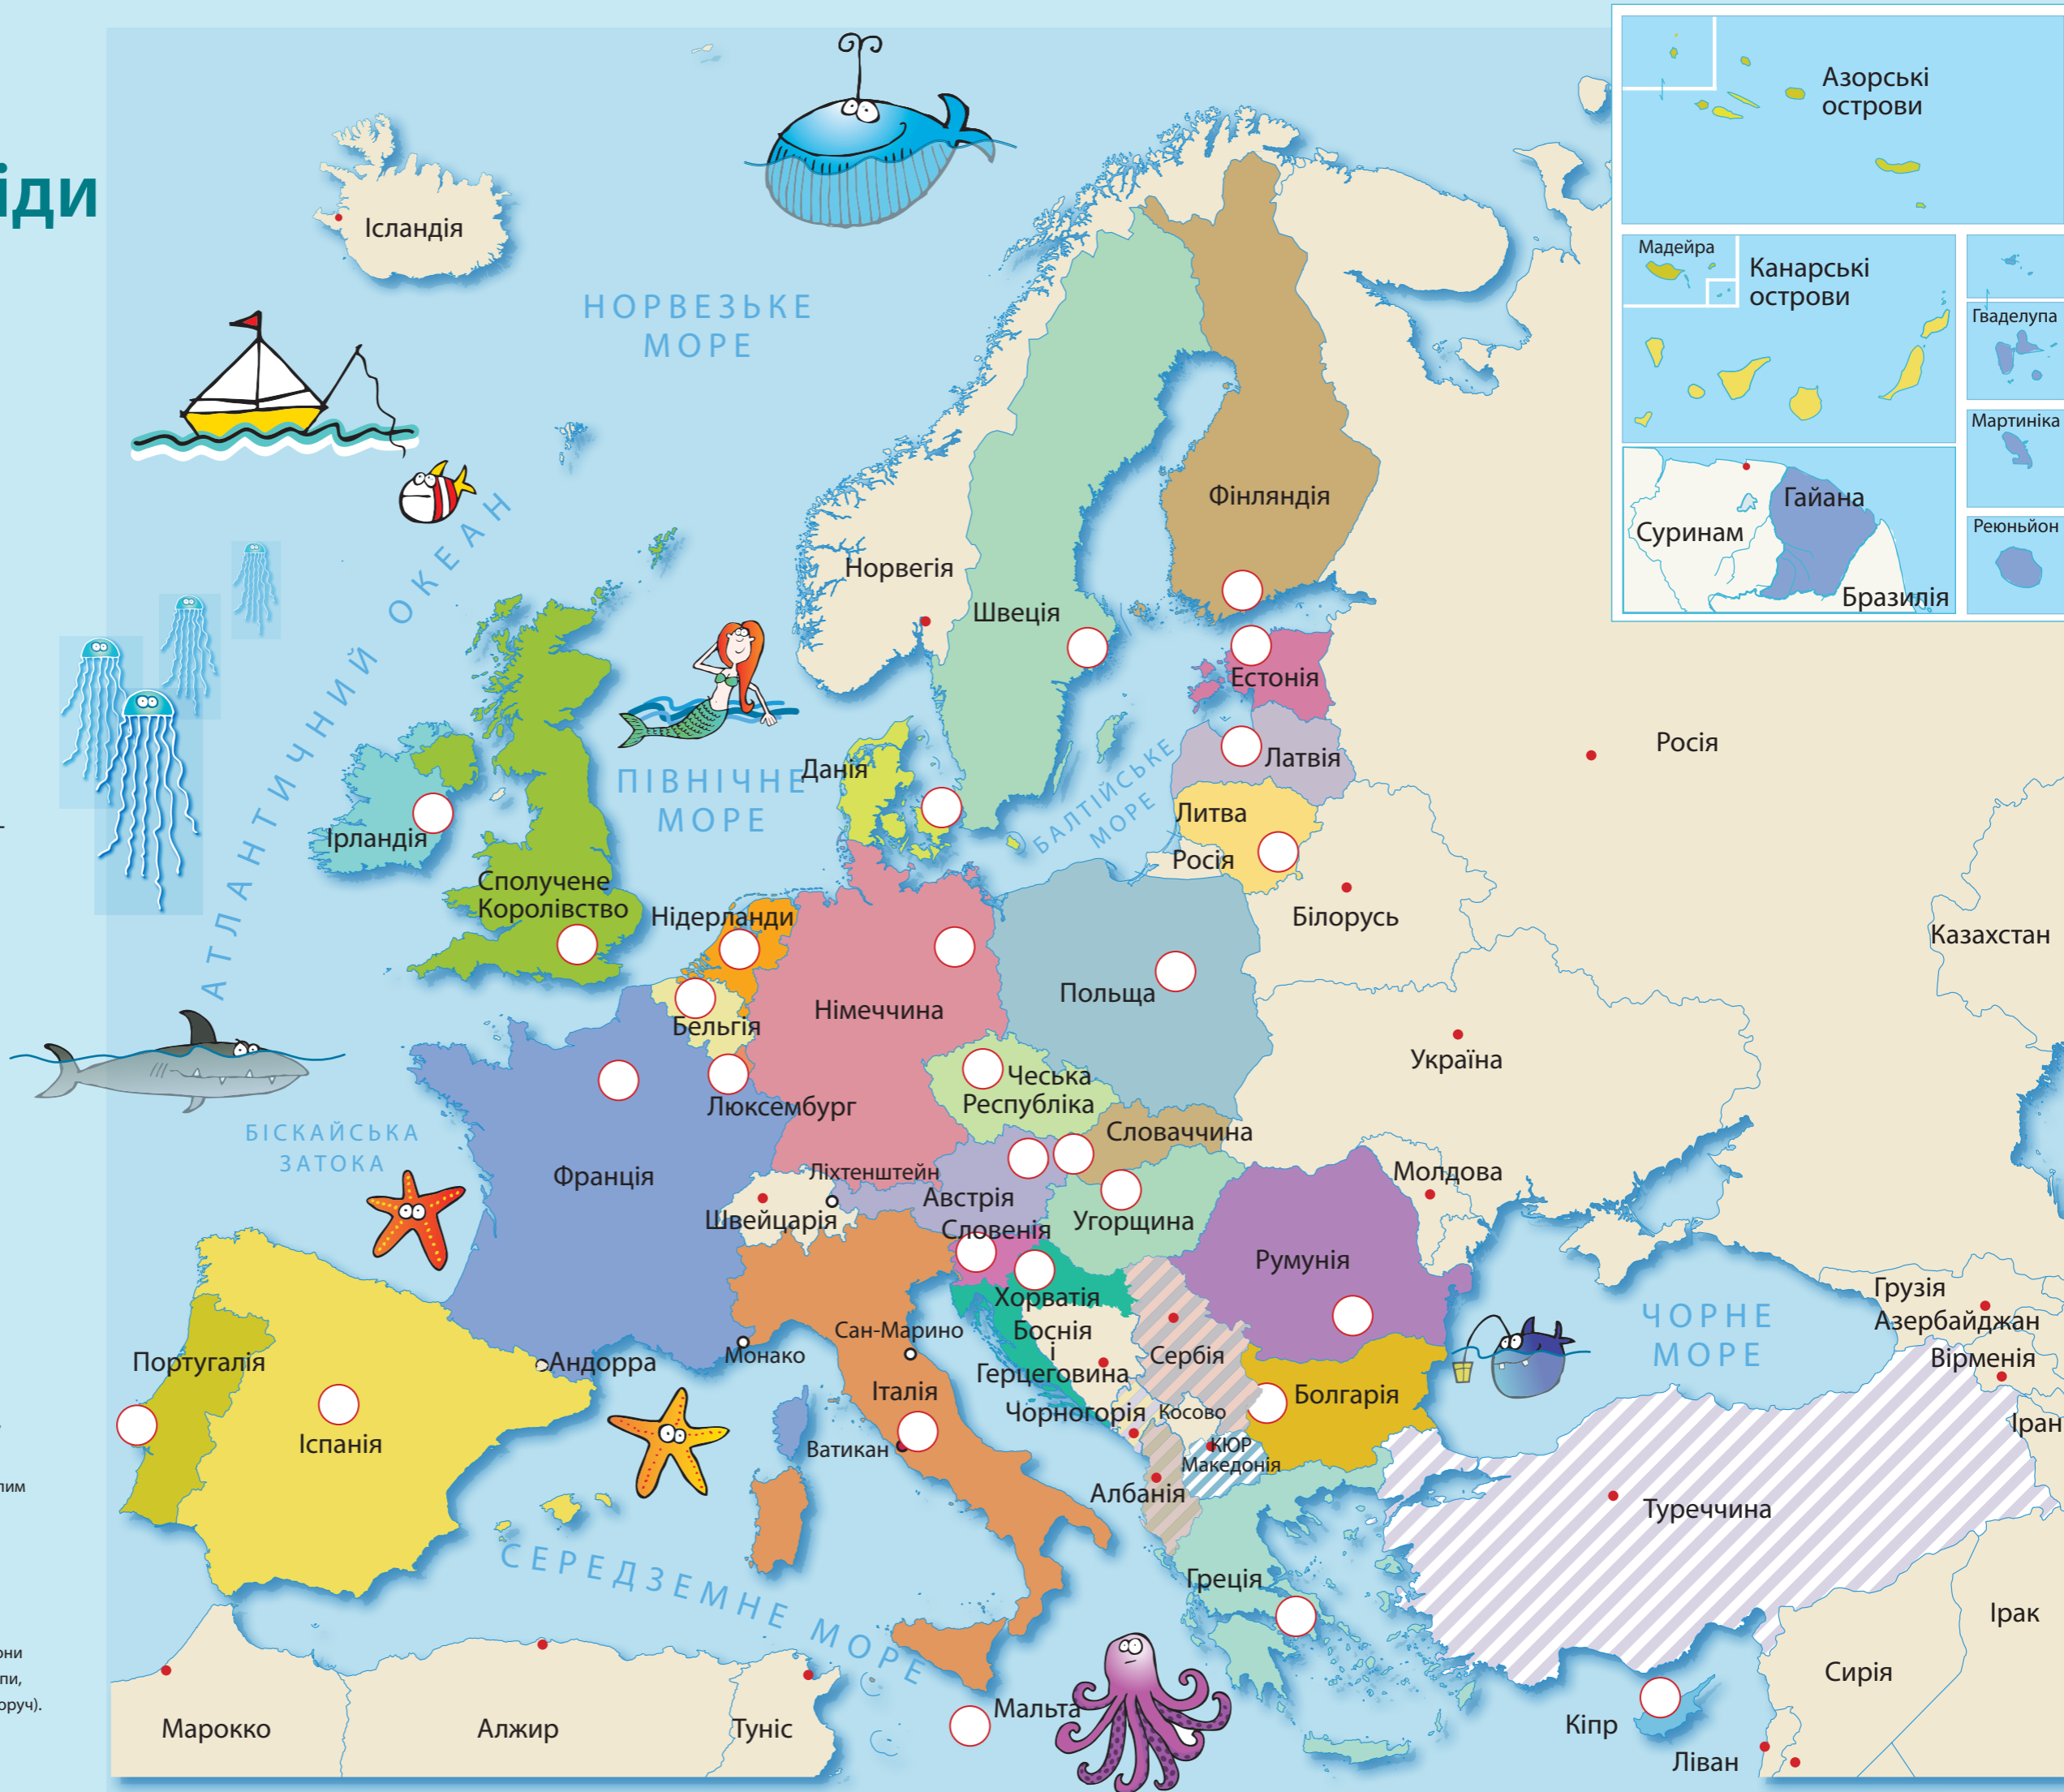 Ісландія
НОРВЕЗЬКЕ
МОРЕ
АТЛАНТИЧНИЙ ОКЕАН
Азорські
острови
Мадейра
Канарські
острови
Гваделупа
Мартиніка
Реюньйон
Гайана
Суринам
Бразилія
Фінляндія
Норвегія
Швеція
Естонія
Латвія
Литва
Росія
Росія
Данія
ПІВНІЧНЕ
МОРЕ
БАЛТІЙСЬКЕ
МОРЕ
Ірландія
Сполучене
Королівство
Нідерланди
Білорусь
Казахстан
Польща
Німеччина
Бельгія
Україна
Чеська
Республіка
Люксембург
Словаччина
БІСКАЙСЬКА
ЗАТОКА
Франція
Ліхтенштейн
Австрія
Швейцарія
Словенія
Угорщина
Молдова
Румунія
Хорватія
Грузія
Азербайджан
Вірменія
Іран
ЧОРНЕ
МОРЕ
Сан-Марино
Боснія
і
Герцеговина
Сербія
Португалія
Андорра
Монако
Італія
Болгарія
Чорногорія
Косово
Іспанія
Ватикан
КЮР
Македонія
Албанія
Туреччина
СЕРЕДЗЕМНЕ МОРЕ
Греція
Ірак
Сирія
Мальта
Кіпр
Ліван
Марокко
Алжир
Туніс